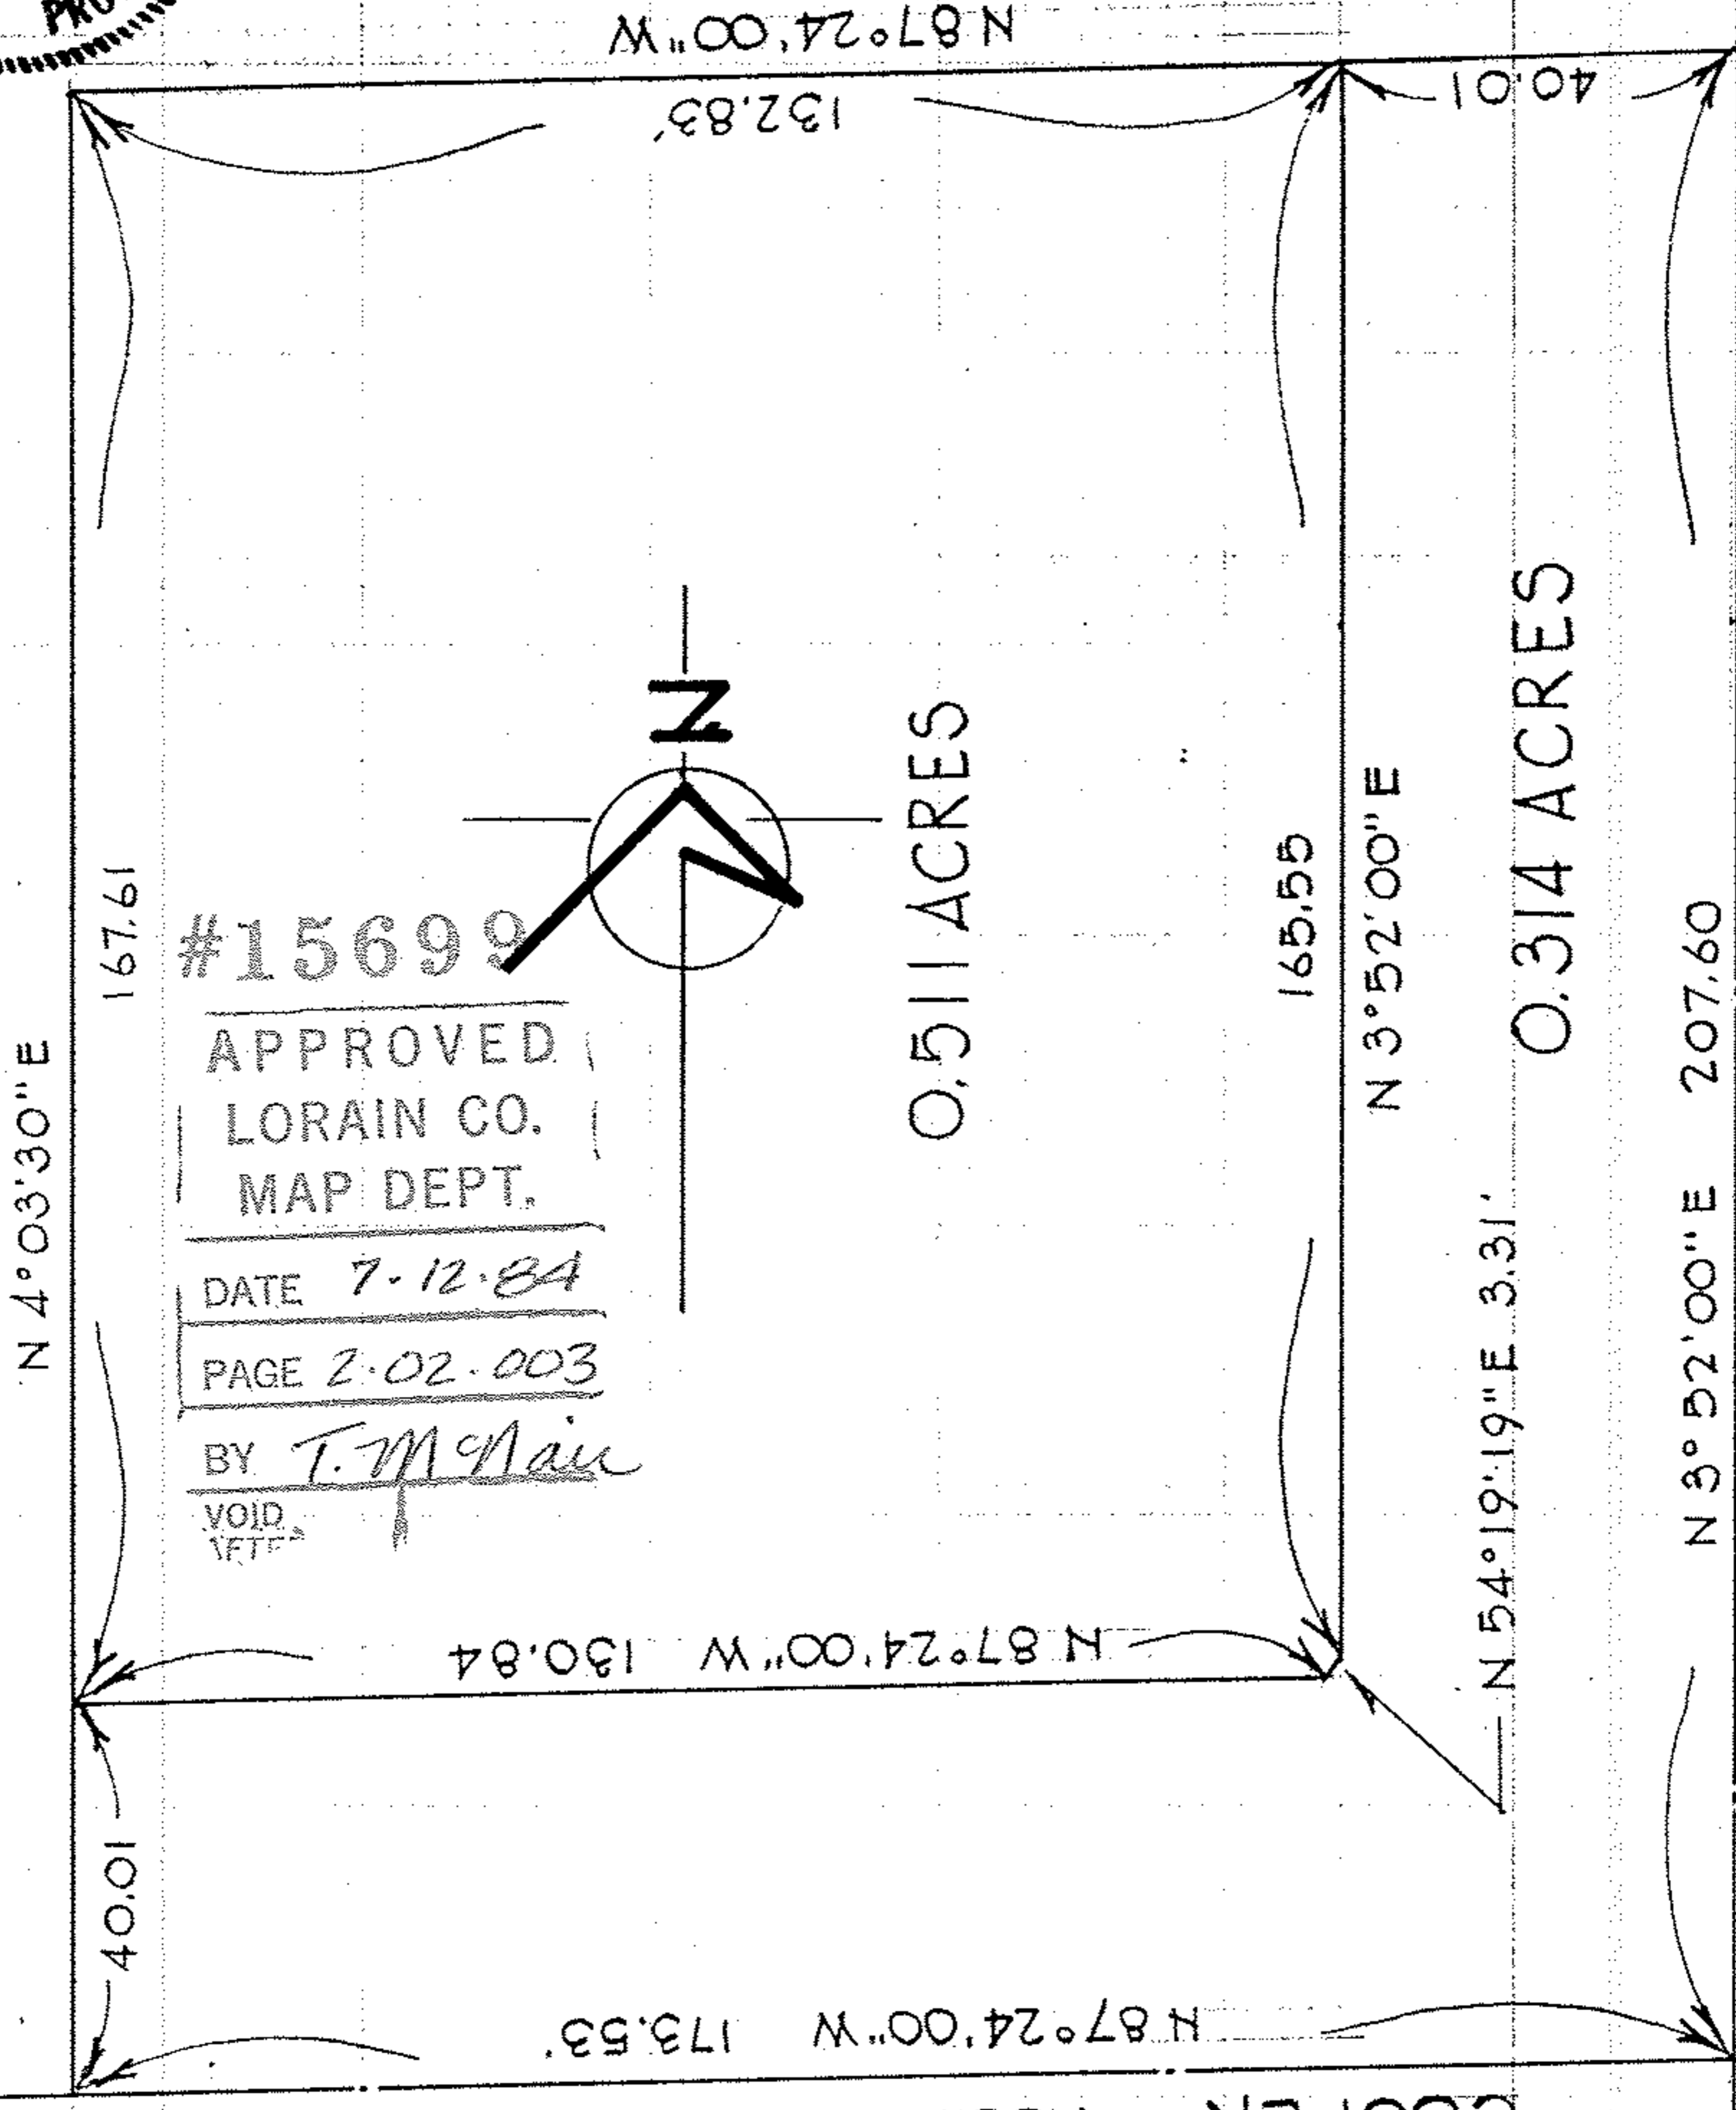 N 87°24'00" W
132.83'
40.01
N 4°03'30" E
167.61
#15699
APPROVED
LORAIN CO.
MAP DEPT.
DATE 7-12-84
PAGE 2-02-003
BY T. McNair
VOID
N
0.511 ACRES
165.55
N 3°52'00" E
0.314 ACRES
N 54°19'19" E 3.31'
N 3°52'00" E 207.60
N 87°24'00" W 130.84
40.01
N 87°24'00" W 173.53'